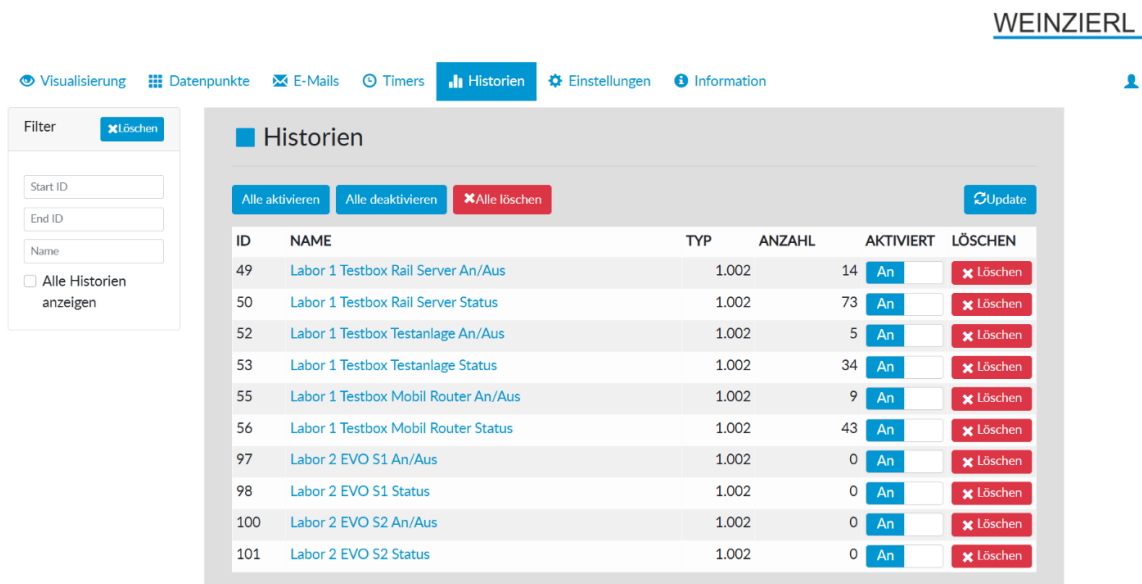 WEINZIERL
Visualisierung Datenpunkte E-Mails Timers Historien Einstellungen Information
Filter Löschen
Start ID
End ID
Name
Alle Historien
anzeigen
Historien
Alle aktivieren Alle deaktivieren Alle löschen Update
ID NAME TYP ANZAHL AKTIVIERT LÖSCHEN
49 Labor 1 Testbox Rail Server An/Aus 1.002 14 An Löschen
50 Labor 1 Testbox Rail Server Status 1.002 73 An Löschen
52 Labor 1 Testbox Testanlage An/Aus 1.002 5 An Löschen
53 Labor 1 Testbox Testanlage Status 1.002 34 An Löschen
55 Labor 1 Testbox Mobil Router An/Aus 1.002 9 An Löschen
56 Labor 1 Testbox Mobil Router Status 1.002 43 An Löschen
97 Labor 2 EVO S1 An/Aus 1.002 0 An Löschen
98 Labor 2 EVO S1 Status 1.002 0 An Löschen
100 Labor 2 EVO S2 An/Aus 1.002 0 An Löschen
101 Labor 2 EVO S2 Status 1.002 0 An Löschen